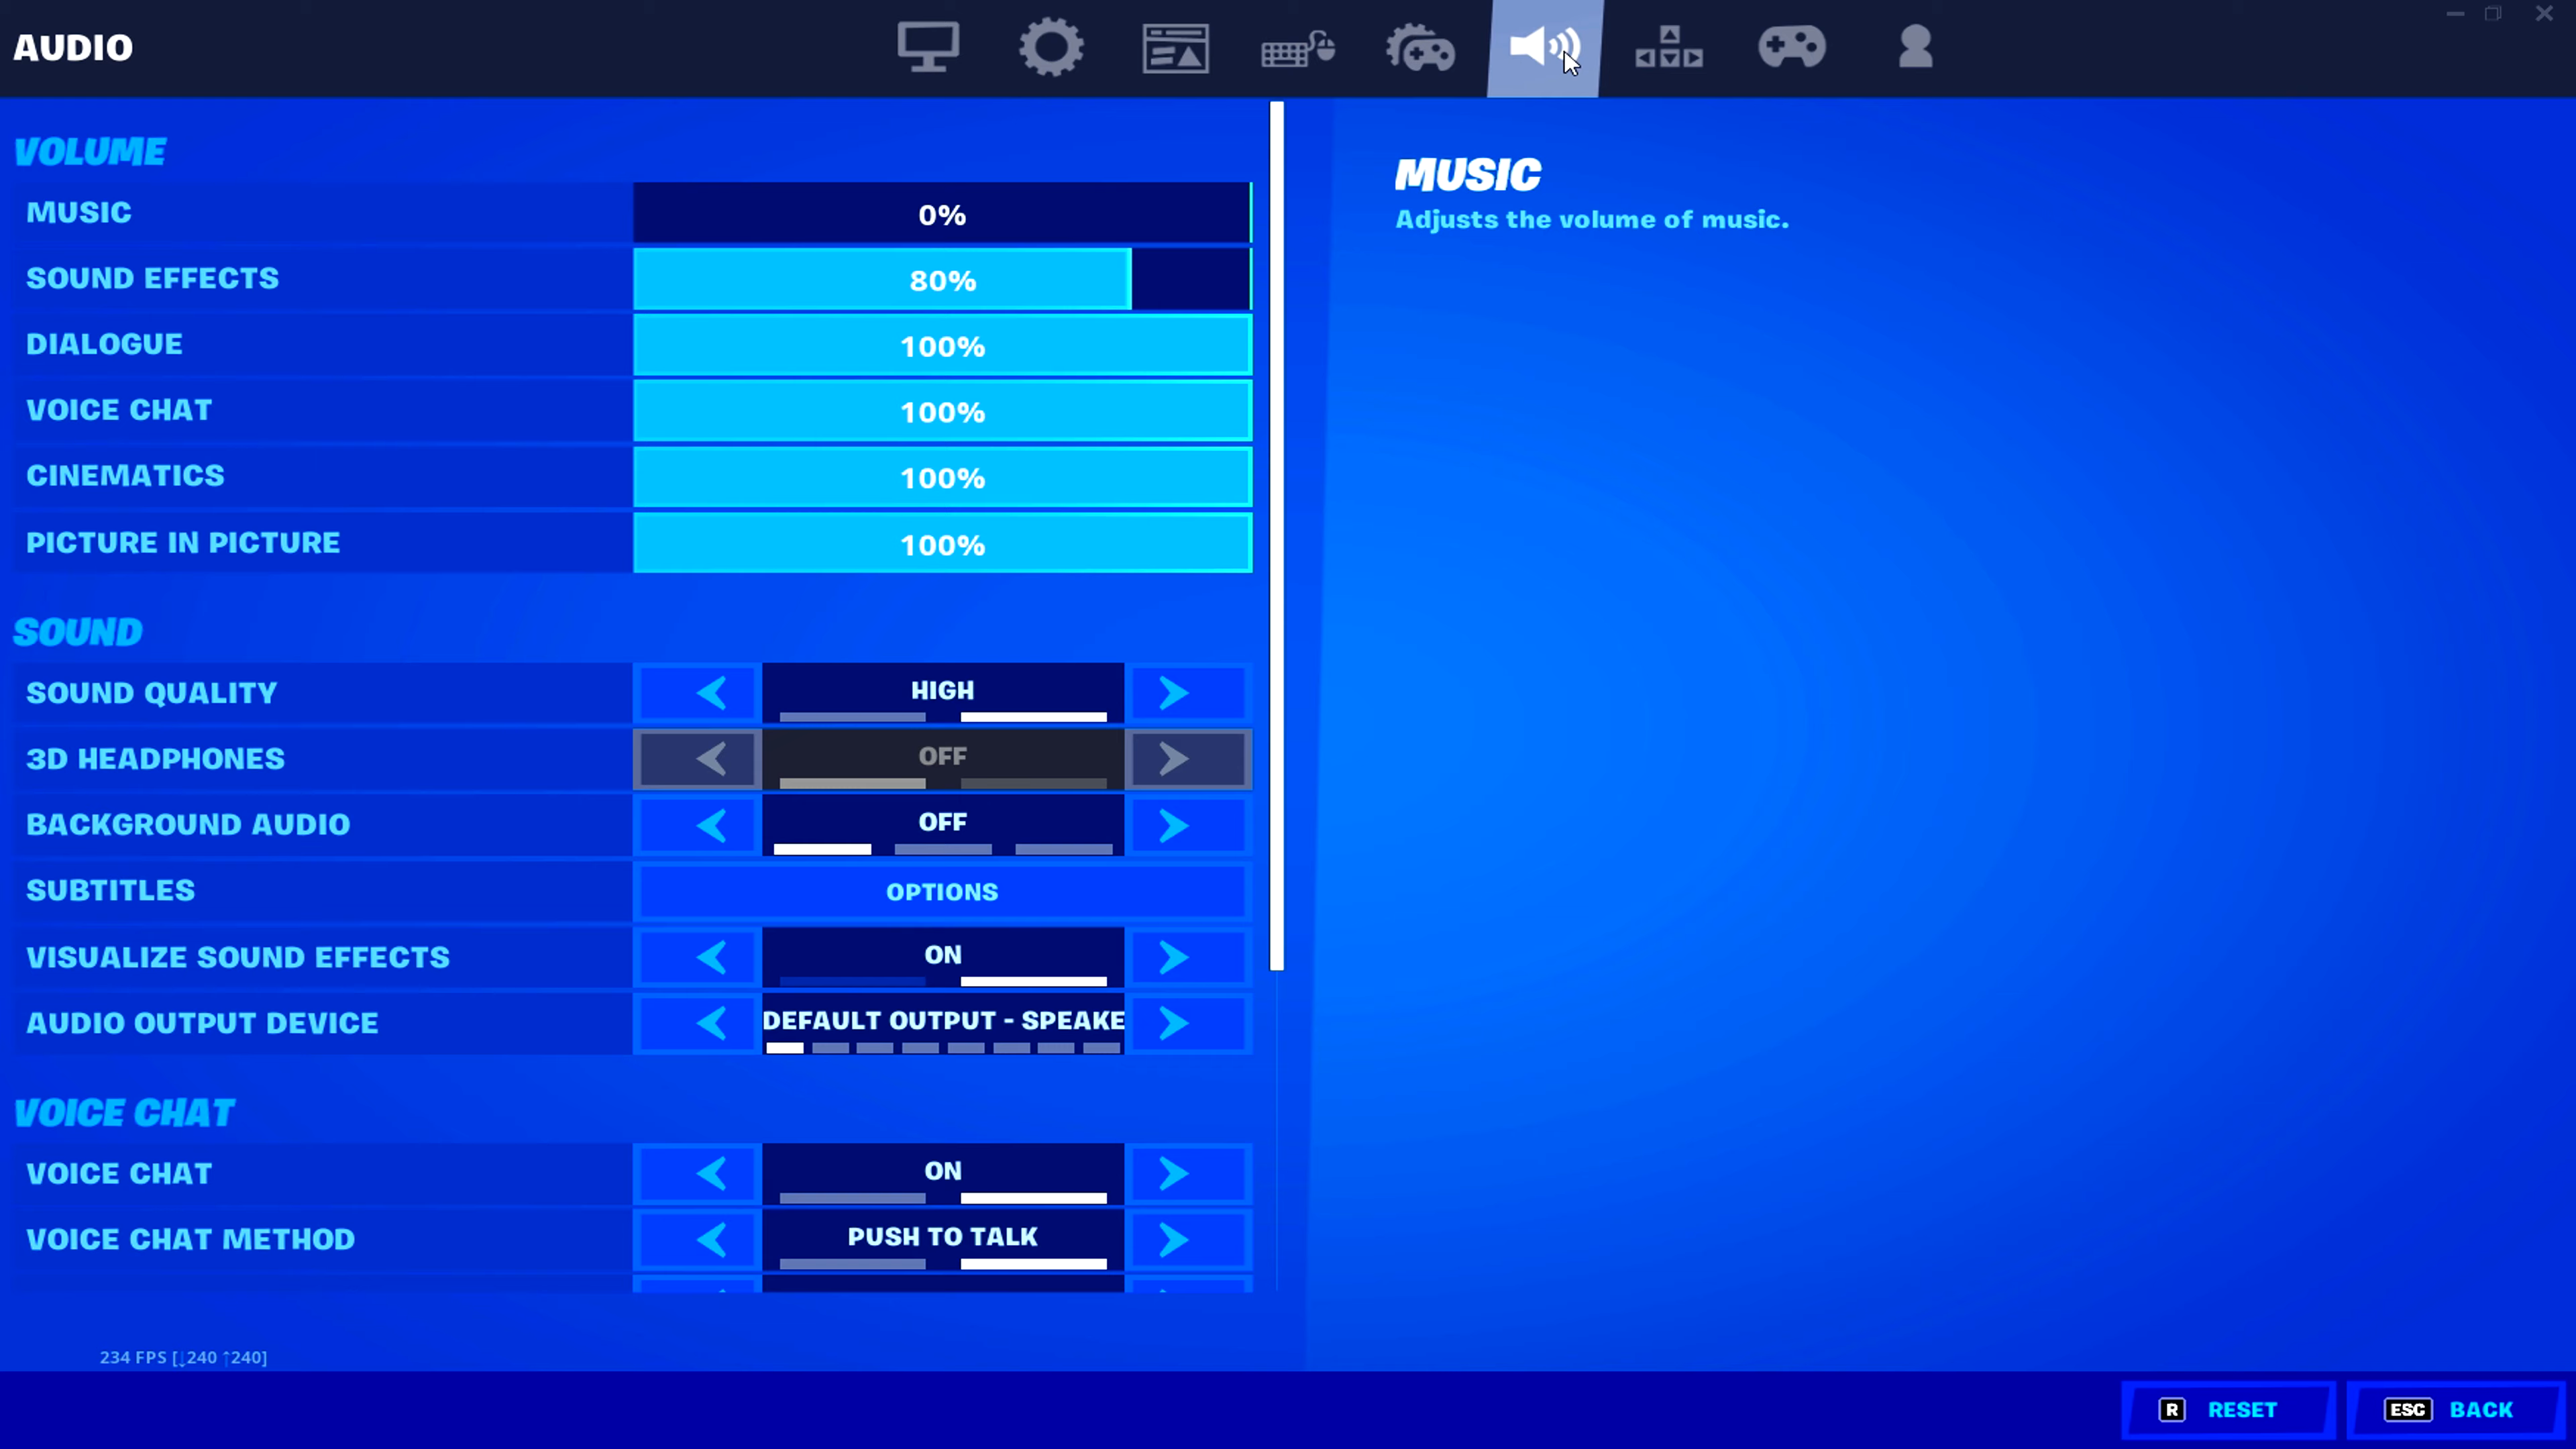 AUDIO
VOLUME
MUSIC 0%
SOUND EFFECTS 80%
DIALOGUE 100%
VOICE CHAT 100%
CINEMATICS 100%
PICTURE IN PICTURE 100%
SOUND
SOUND QUALITY HIGH
3D HEADPHONES OFF
BACKGROUND AUDIO OFF
SUBTITLES OPTIONS
VISUALIZE SOUND EFFECTS ON
AUDIO OUTPUT DEVICE DEFAULT OUTPUT - SPEAKE
VOICE CHAT
VOICE CHAT ON
VOICE CHAT METHOD PUSH TO TALK
MUSIC
Adjusts the volume of music.
234 FPS [↓240 ↑240]
R RESET
ESC BACK